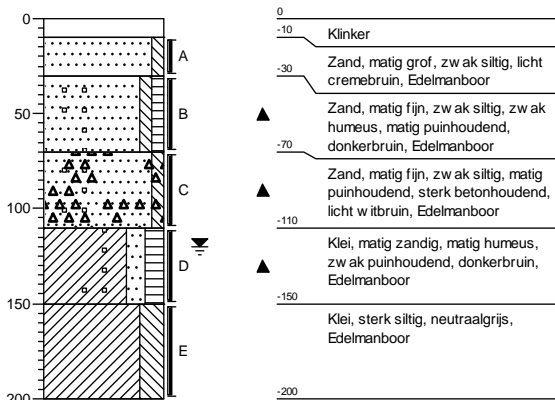 0
50
100
150
200
A
B
C
D
E
0
-10
Klinker
-30
Zand, matig grof, zwak siltig, licht
cremebruin, Edelmanboor
Zand, matig fijn, zwak siltig, zwak
humeus, matig puinhoudend,
donkerbruin, Edelmanboor
-70
Zand, matig fijn, zwak siltig, matig
puinhoudend, sterk betonhoudend,
licht witbruin, Edelmanboor
-110
Klei, matig zandig, matig humeus,
zwak puinhoudend, donkerbruin,
Edelmanboor
-150
Klei, sterk siltig, neutraalgrijs,
Edelmanboor
-200